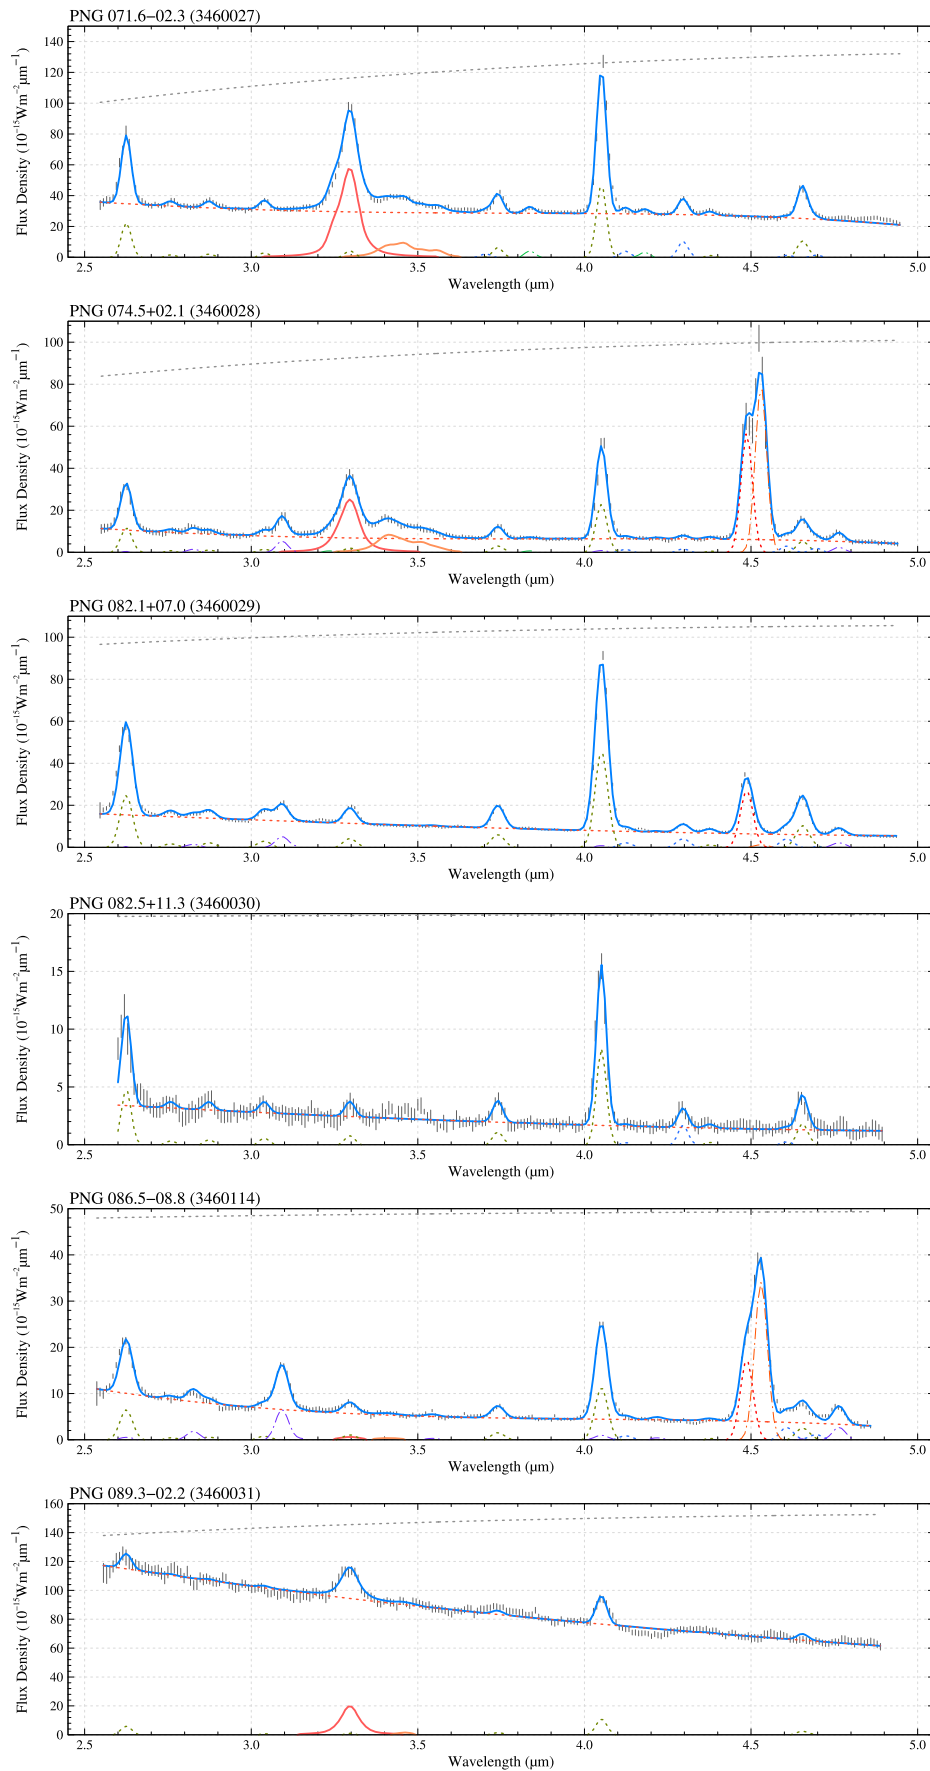 PNG 071.6−02.3 (3460027)
Flux Density (10⁻¹⁵Wm⁻²μm⁻¹)
140
120
100
80
60
40
20
0
2.5 3.0 3.5 4.0 4.5 5.0
Wavelength (μm)
PNG 074.5+02.1 (3460028)
Flux Density (10⁻¹⁵Wm⁻²μm⁻¹)
100
80
60
40
20
0
2.5 3.0 3.5 4.0 4.5 5.0
Wavelength (μm)
PNG 082.1+07.0 (3460029)
Flux Density (10⁻¹⁵Wm⁻²μm⁻¹)
100
80
60
40
20
0
2.5 3.0 3.5 4.0 4.5 5.0
Wavelength (μm)
PNG 082.5+11.3 (3460030)
Flux Density (10⁻¹⁵Wm⁻²μm⁻¹)
20
15
10
5
0
2.5 3.0 3.5 4.0 4.5 5.0
Wavelength (μm)
PNG 086.5−08.8 (3460114)
Flux Density (10⁻¹⁵Wm⁻²μm⁻¹)
50
40
30
20
10
0
2.5 3.0 3.5 4.0 4.5 5.0
Wavelength (μm)
PNG 089.3−02.2 (3460031)
Flux Density (10⁻¹⁵Wm⁻²μm⁻¹)
160
140
120
100
80
60
40
20
0
2.5 3.0 3.5 4.0 4.5 5.0
Wavelength (μm)